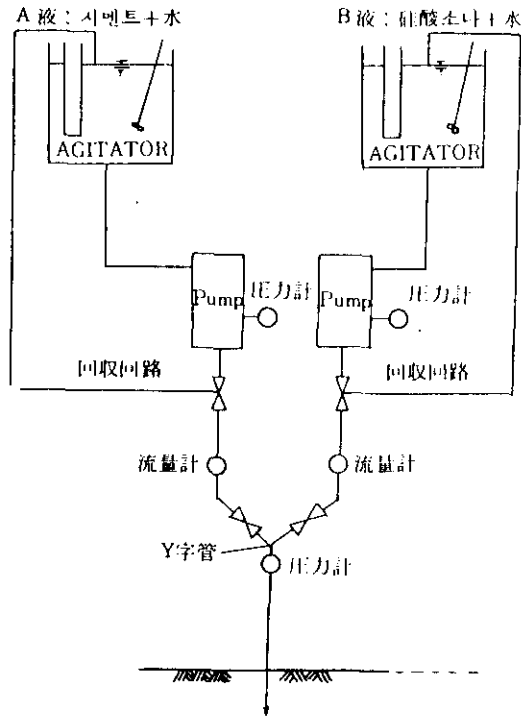 A 液 : 시멘트+水
B 液 : 硅酸소나+水
AGITATOR
AGITATOR
Pump
圧力計
Pump
圧力計
回収回路
回収回路
流量計
流量計
Y字管
圧力計